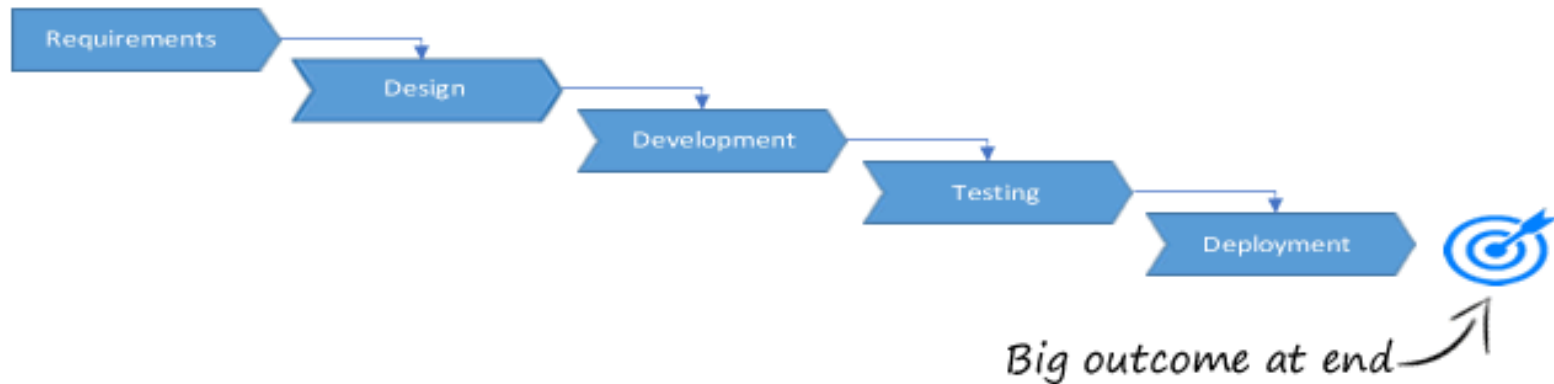 Requirements
Design
Development
Testing
Deployment
Big outcome at end